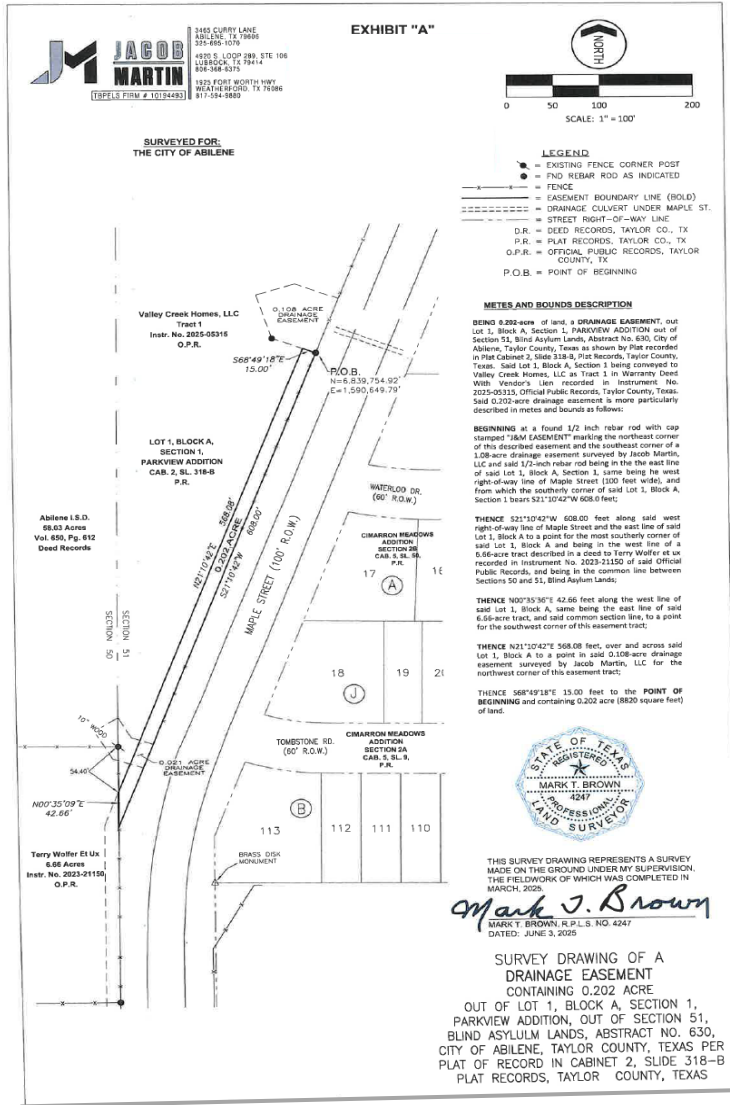 EXHIBIT "A"
JM JACOB
MARTIN
TBPELS FIRM # 10194493
3465 CURRY LANE
ABILENE, TX 79606
325-695-1070
4920 S. LOOP 289, STE 106
LUBBOCK, TX 79414
806-368-6375
1925 FORT WORTH HWY
WEATHERFORD, TX 76086
817-594-9880
NORTH
0 50 100 200
SCALE: 1" = 100'
SURVEYED FOR:
THE CITY OF ABILENE
LEGEND
= EXISTING FENCE CORNER POST
= FND REBAR ROD AS INDICATED
= FENCE
= EASEMENT BOUNDARY LINE (BOLD)
= DRAINAGE CULVERT UNDER MAPLE ST.
= STREET RIGHT-OF-WAY LINE
D.R. = DEED RECORDS, TAYLOR CO., TX
P.R. = PLAT RECORDS, TAYLOR CO., TX
O.P.R. = OFFICIAL PUBLIC RECORDS, TAYLOR
COUNTY, TX
P.O.B. = POINT OF BEGINNING
Valley Creek Homes, LLC
Tract 1
Instr. No. 2025-05315
O.P.R.
0.108 ACRE
DRAINAGE
EASEMENT
S68°49'18"E
15.00'
P.O.B.
N=6,839,754.92'
E=1,590,649.79'
LOT 1, BLOCK A,
SECTION 1,
PARKVIEW ADDITION
CAB. 2, SL. 318-B
P.R.
Abilene I.S.D.
58.03 Acres
Vol. 650, Pg. 612
Deed Records
N21°10'42"E 568.08'
0.202 ACRE
S21°10'42"W 608.00'
MAPLE STREET (100' R.O.W.)
WATERLOO DR.
(60' R.O.W.)
CIMARRON MEADOWS
ADDITION
SECTION 2B
CAB. 5, SL. 50,
P.R.
17
A
SECTION 50
SECTION 51
18
19
J
10" WOOD
TOMBSTONE RD.
(60' R.O.W.)
CIMARRON MEADOWS
ADDITION
SECTION 2A
CAB. 5, SL. 9,
P.R.
0.021 ACRE
DRAINAGE
EASEMENT
54.40'
N00°35'09"E
42.66'
B
113
112
111
110
Terry Wolfer Et Ux
6.66 Acres
Instr. No. 2023-21150
O.P.R.
BRASS DISK
MONUMENT
METES AND BOUNDS DESCRIPTION
BEING 0.202-acre of land, a DRAINAGE EASEMENT, out
Lot 1, Block A, Section 1, PARKVIEW ADDITION out of
Section 51, Blind Asylum Lands, Abstract No. 630, City of
Abilene, Taylor County, Texas as shown by Plat recorded
in Plat Cabinet 2, Slide 318-B, Plat Records, Taylor County,
Texas. Said Lot 1, Block A, Section 1 being conveyed to
Valley Creek Homes, LLC as Tract 1 in Warranty Deed
With Vendor's Lien recorded in Instrument No.
2025-05315, Official Public Records, Taylor County, Texas.
Said 0.202-acre drainage easement is more particularly
described in metes and bounds as follows:
BEGINNING at a found 1/2 inch rebar rod with cap
stamped "J&M EASEMENT" marking the northeast corner
of this described easement and the southeast corner of a
1.08-acre drainage easement surveyed by Jacob Martin,
LLC and said 1/2-inch rebar rod being in the the east line
of said Lot 1, Block A, Section 1, same being he west
right-of-way line of Maple Street (100 feet wide), and
from which the southerly corner of said Lot 1, Block A,
Section 1 bears S21°10'42"W 608.0 feet;
THENCE S21°10'42"W 608.00 feet along said west
right-of-way line of Maple Street and the east line of said
Lot 1, Block A to a point for the most southerly corner of
said Lot 1, Block A and being in the west line of a
6.66-acre tract described in a deed to Terry Wolfer et ux
recorded in Instrument No. 2023-21150 of said Official
Public Records, and being in the common line between
Sections 50 and 51, Blind Asylum Lands;
THENCE N00°35'36"E 42.66 feet along the west line of
said Lot 1, Block A, same being the east line of said
6.66-acre tract, and said common section line, to a point
for the southwest corner of this easement tract;
THENCE N21°10'42"E 568.08 feet, over and across said
Lot 1, Block A to a point in said 0.108-acre drainage
easement surveyed by Jacob Martin, LLC for the
northwest corner of this easement tract;
THENCE S68°49'18"E 15.00 feet to the POINT OF
BEGINNING and containing 0.202 acre (8820 square feet)
of land.
STATE OF TEXAS
REGISTERED
MARK T. BROWN
4247
PROFESSIONAL
LAND SURVEYOR
THIS SURVEY DRAWING REPRESENTS A SURVEY
MADE ON THE GROUND UNDER MY SUPERVISION,
THE FIELDWORK OF WHICH WAS COMPLETED IN
MARCH, 2025.
Mark T. Brown
MARK T. BROWN, R.P.L.S. NO. 4247
DATED: JUNE 3, 2025
SURVEY DRAWING OF A
DRAINAGE EASEMENT
CONTAINING 0.202 ACRE
OUT OF LOT 1, BLOCK A, SECTION 1,
PARKVIEW ADDITION, OUT OF SECTION 51,
BLIND ASYLULM LANDS, ABSTRACT NO. 630,
CITY OF ABILENE, TAYLOR COUNTY, TEXAS PER
PLAT OF RECORD IN CABINET 2, SLIDE 318-B
PLAT RECORDS, TAYLOR COUNTY, TEXAS